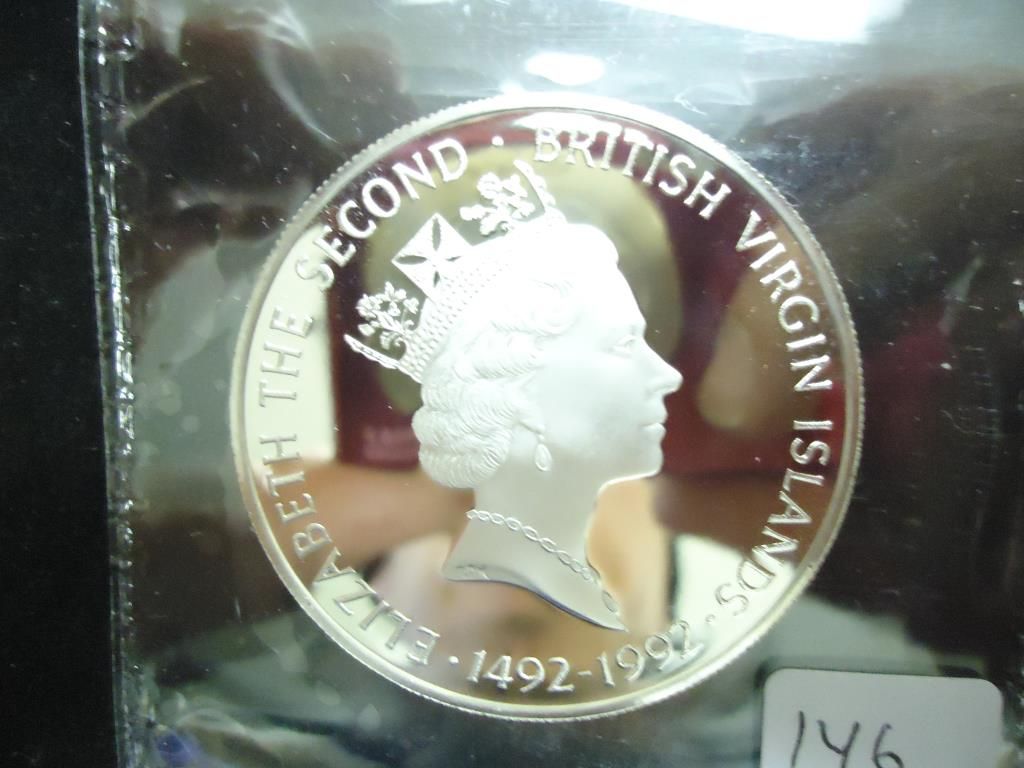 ELIZABETH THE SECOND · BRITISH VIRGIN ISLANDS ·
1492-1992 ·
146